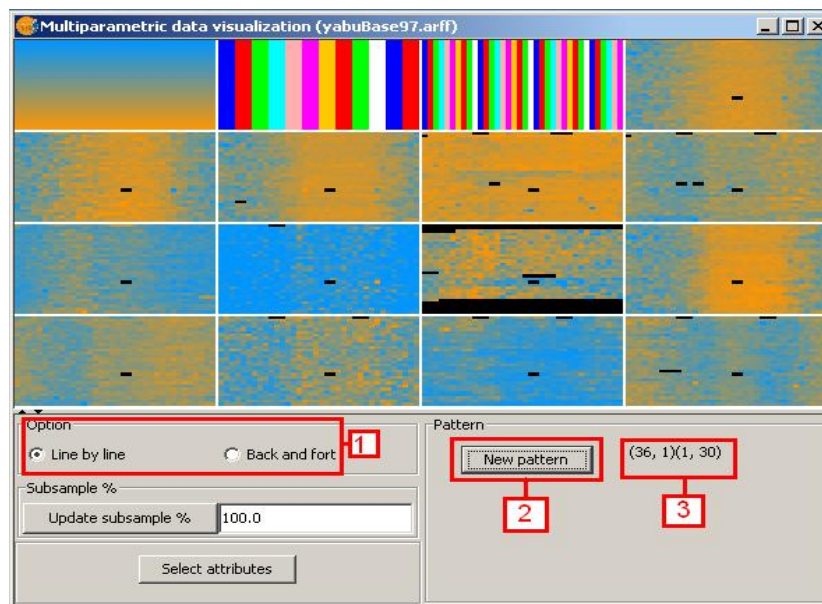 Multiparametric data visualization (yabuBase97.arff)
Option
Line by line
Back and fort
1
Subsample %
Update subsample %
100.0
Select attributes
Pattern
New pattern
(36, 1)(1, 30)
2
3